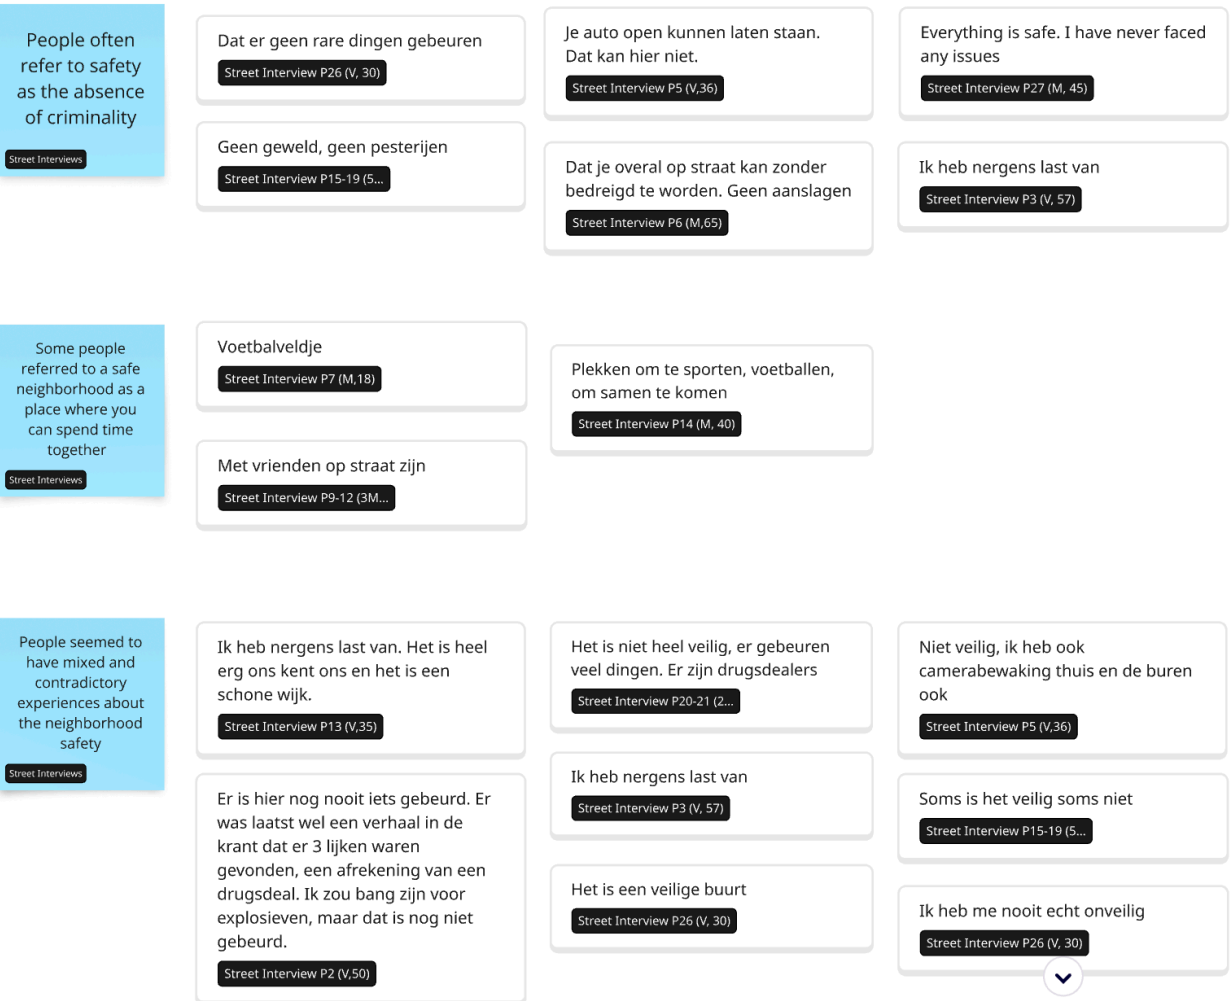 People often
refer to safety
as the absence
of criminality
Street Interviews
Dat er geen rare dingen gebeuren
Street Interview P26 (V, 30)
Geen geweld, geen pesterijen
Street Interview P15-19 (5...
Je auto open kunnen laten staan.
Dat kan hier niet.
Street Interview P5 (V,36)
Dat je overal op straat kan zonder
bedreigd te worden. Geen aanslagen
Street Interview P6 (M,65)
Everything is safe. I have never faced
any issues
Street Interview P27 (M, 45)
Ik heb nergens last van
Street Interview P3 (V, 57)
Some people
referred to a safe
neighborhood as a
place where you
can spend time
together
Street Interviews
Voetbalveldje
Street Interview P7 (M,18)
Met vrienden op straat zijn
Street Interview P9-12 (3M...
Plekken om te sporten, voetballen,
om samen te komen
Street Interview P14 (M, 40)
People seemed to
have mixed and
contradictory
experiences about
the neighborhood
safety
Street Interviews
Ik heb nergens last van. Het is heel
erg ons kent ons en het is een
schone wijk.
Street Interview P13 (V,35)
Er is hier nog nooit iets gebeurd. Er
was laatst wel een verhaal in de
krant dat er 3 lijken waren
gevonden, een afrekening van een
drugsdeal. Ik zou bang zijn voor
explosieven, maar dat is nog niet
gebeurd.
Street Interview P2 (V,50)
Het is niet heel veilig, er gebeuren
veel dingen. Er zijn drugsdealers
Street Interview P20-21 (2...
Ik heb nergens last van
Street Interview P3 (V, 57)
Het is een veilige buurt
Street Interview P26 (V, 30)
Niet veilig, ik heb ook
camerabewaking thuis en de buren
ook
Street Interview P5 (V,36)
Soms is het veilig soms niet
Street Interview P15-19 (5...
Ik heb me nooit echt onveilig
Street Interview P26 (V, 30)